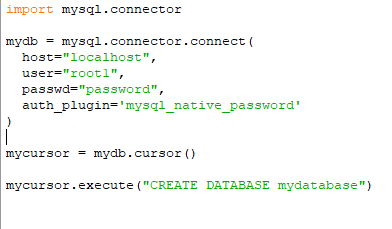 import mysql.connector
mydb = mysql.connector.connect(
host="localhost",
user="root1",
passwd="password",
auth_plugin='mysql_native_password'
)
mycursor = mydb.cursor()
mycursor.execute("CREATE DATABASE mydatabase")